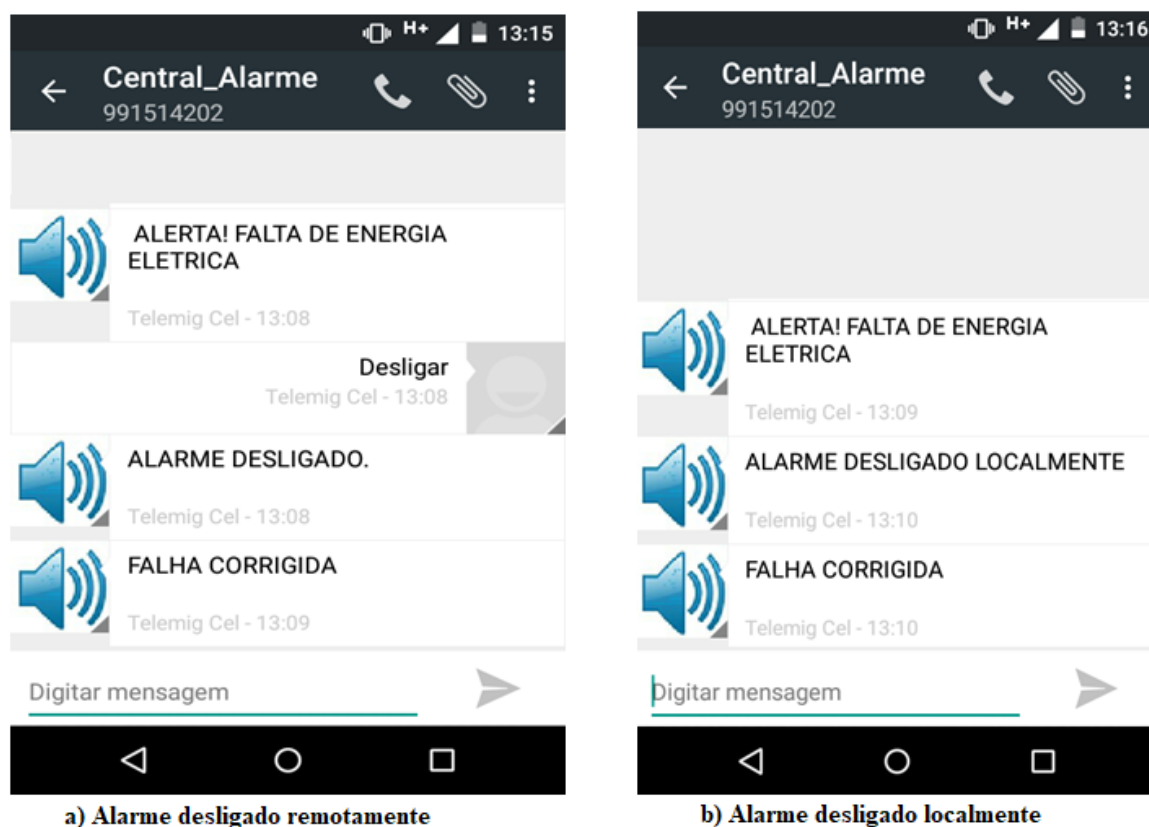 H+ 13:15
Central_Alarme
991514202
ALERTA! FALTA DE ENERGIA
ELETRICA
Telemig Cel - 13:08
Desligar
Telemig Cel - 13:08
ALARME DESLIGADO.
Telemig Cel - 13:08
FALHA CORRIGIDA
Telemig Cel - 13:09
Digitar mensagem
a) Alarme desligado remotamente
H+ 13:16
Central_Alarme
991514202
ALERTA! FALTA DE ENERGIA
ELETRICA
Telemig Cel - 13:09
ALARME DESLIGADO LOCALMENTE
Telemig Cel - 13:10
FALHA CORRIGIDA
Telemig Cel - 13:10
Digitar mensagem
b) Alarme desligado localmente